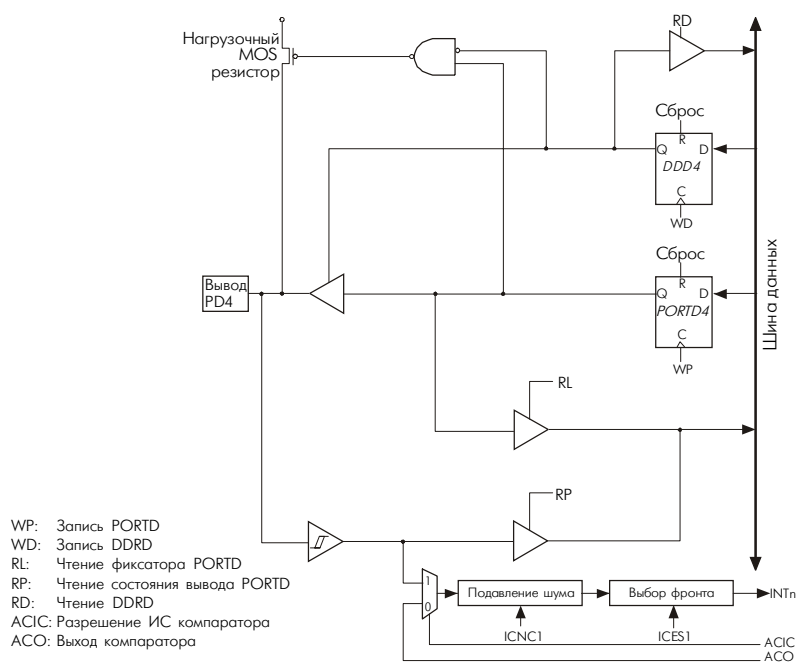 Нагрузочный
MOS
резистор
RD
Сброс
R
Q
D
DDD4
C
WD
Шина данных
Сброс
R
Q
D
PORTD4
C
WP
Вывод
PD4
RL
RP
WP: Запись PORTD
WD: Запись DDRD
RL: Чтение фиксатора PORTD
RP: Чтение состояния вывода PORTD
RD: Чтение DDRD
ACIC: Разрешение ИС компаратора
ACO: Выход компаратора
1
0
Подавление шума
Выбор фронта
INTn
ICNC1
ICES1
ACIC
ACO